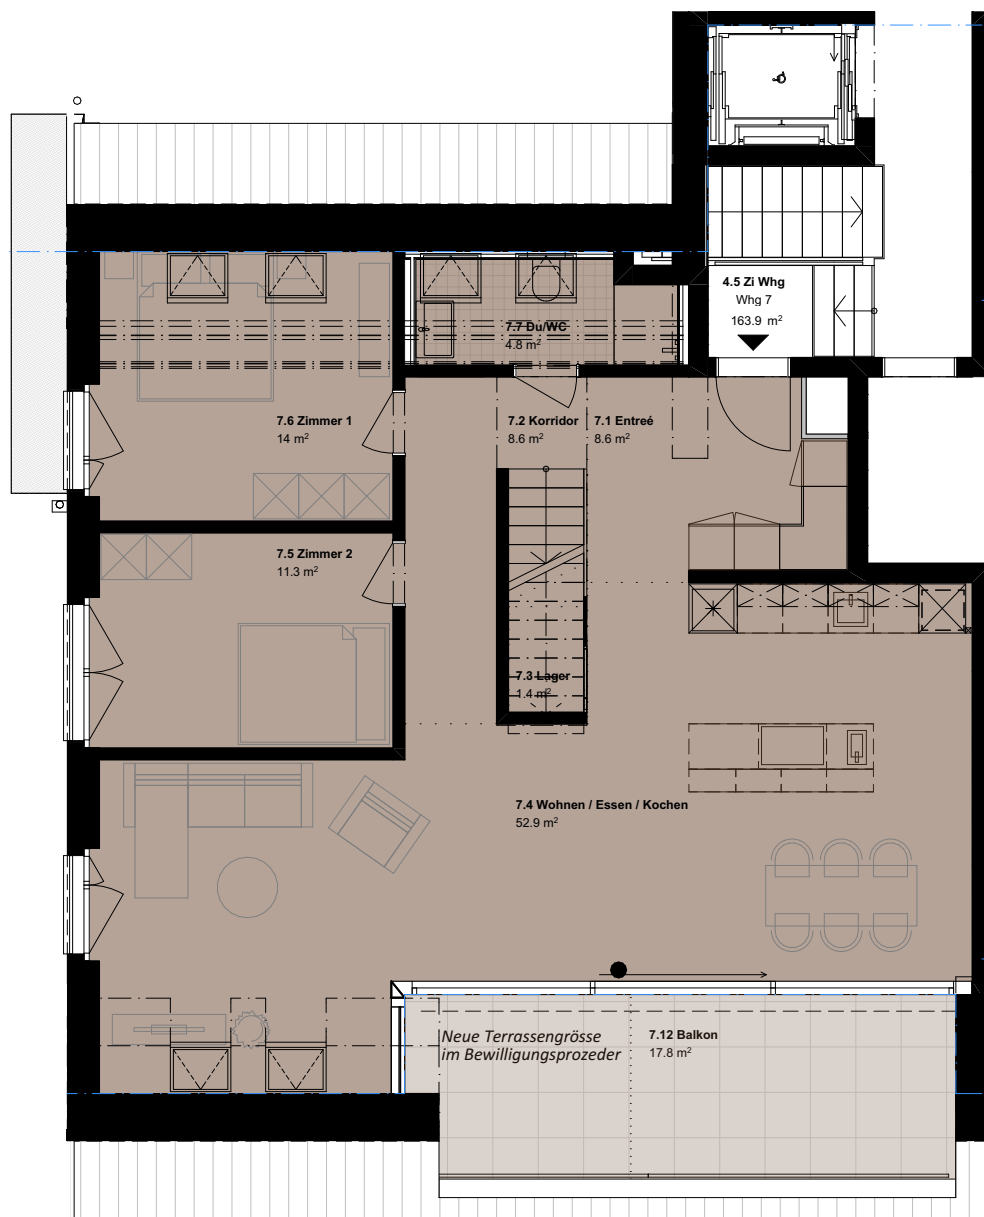 4.5 Zi Whg
Whg 7
163.9 m²
7.7 Du/WC
4.8 m²
7.6 Zimmer 1
14 m²
7.2 Korridor
8.6 m²
7.1 Entreé
8.6 m²
7.5 Zimmer 2
11.3 m²
7.3 Lager
1.4 m²
7.4 Wohnen / Essen / Kochen
52.9 m²
Neue Terrassengrösse
im Bewilligungsprozeder
7.12 Balkon
17.8 m²